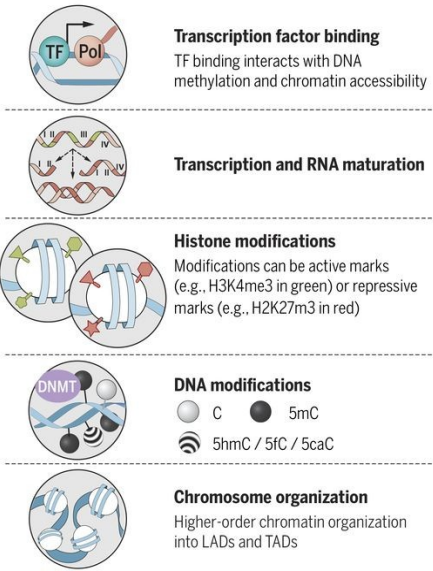 TF Pol
Transcription factor binding
TF binding interacts with DNA
methylation and chromatin accessibility
I II III IV
I II I II IV
Transcription and RNA maturation
Histone modifications
Modifications can be active marks
(e.g., H3K4me3 in green) or repressive
marks (e.g., H2K27m3 in red)
DNMT
DNA modifications
C 5mC
5hmC / 5fC / 5caC
Chromosome organization
Higher-order chromatin organization
into LADs and TADs